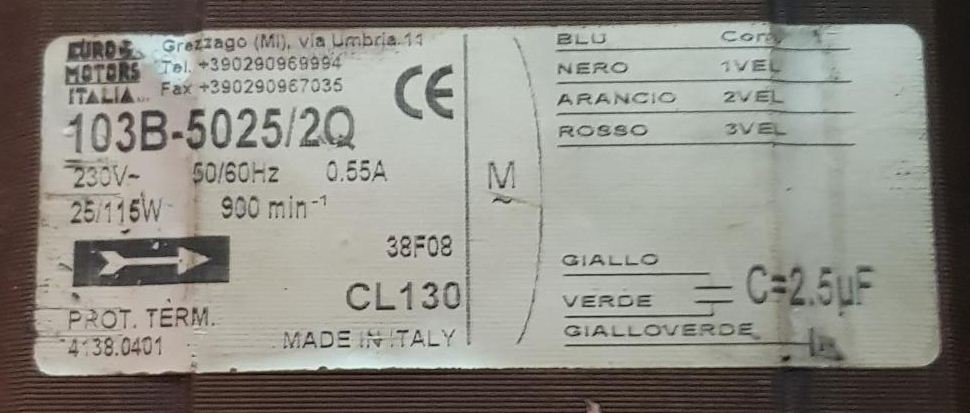 EURO
MOTORS
ITALIA
Grezzago (MI), via Umbria 11
Tel. +390290969994
Fax +390290967035
CE
103B-5025/2Q
230V~ 50/60Hz 0.55A
25/115W 900 min⁻¹
38F08
CL130
PROT. TERM.
4138.0401
MADE IN ITALY
M
~
BLU
NERO 1VEL
ARANCIO 2VEL
ROSSO 3VEL
GIALLO
VERDE
C=2.5µF
GIALLOVERDE